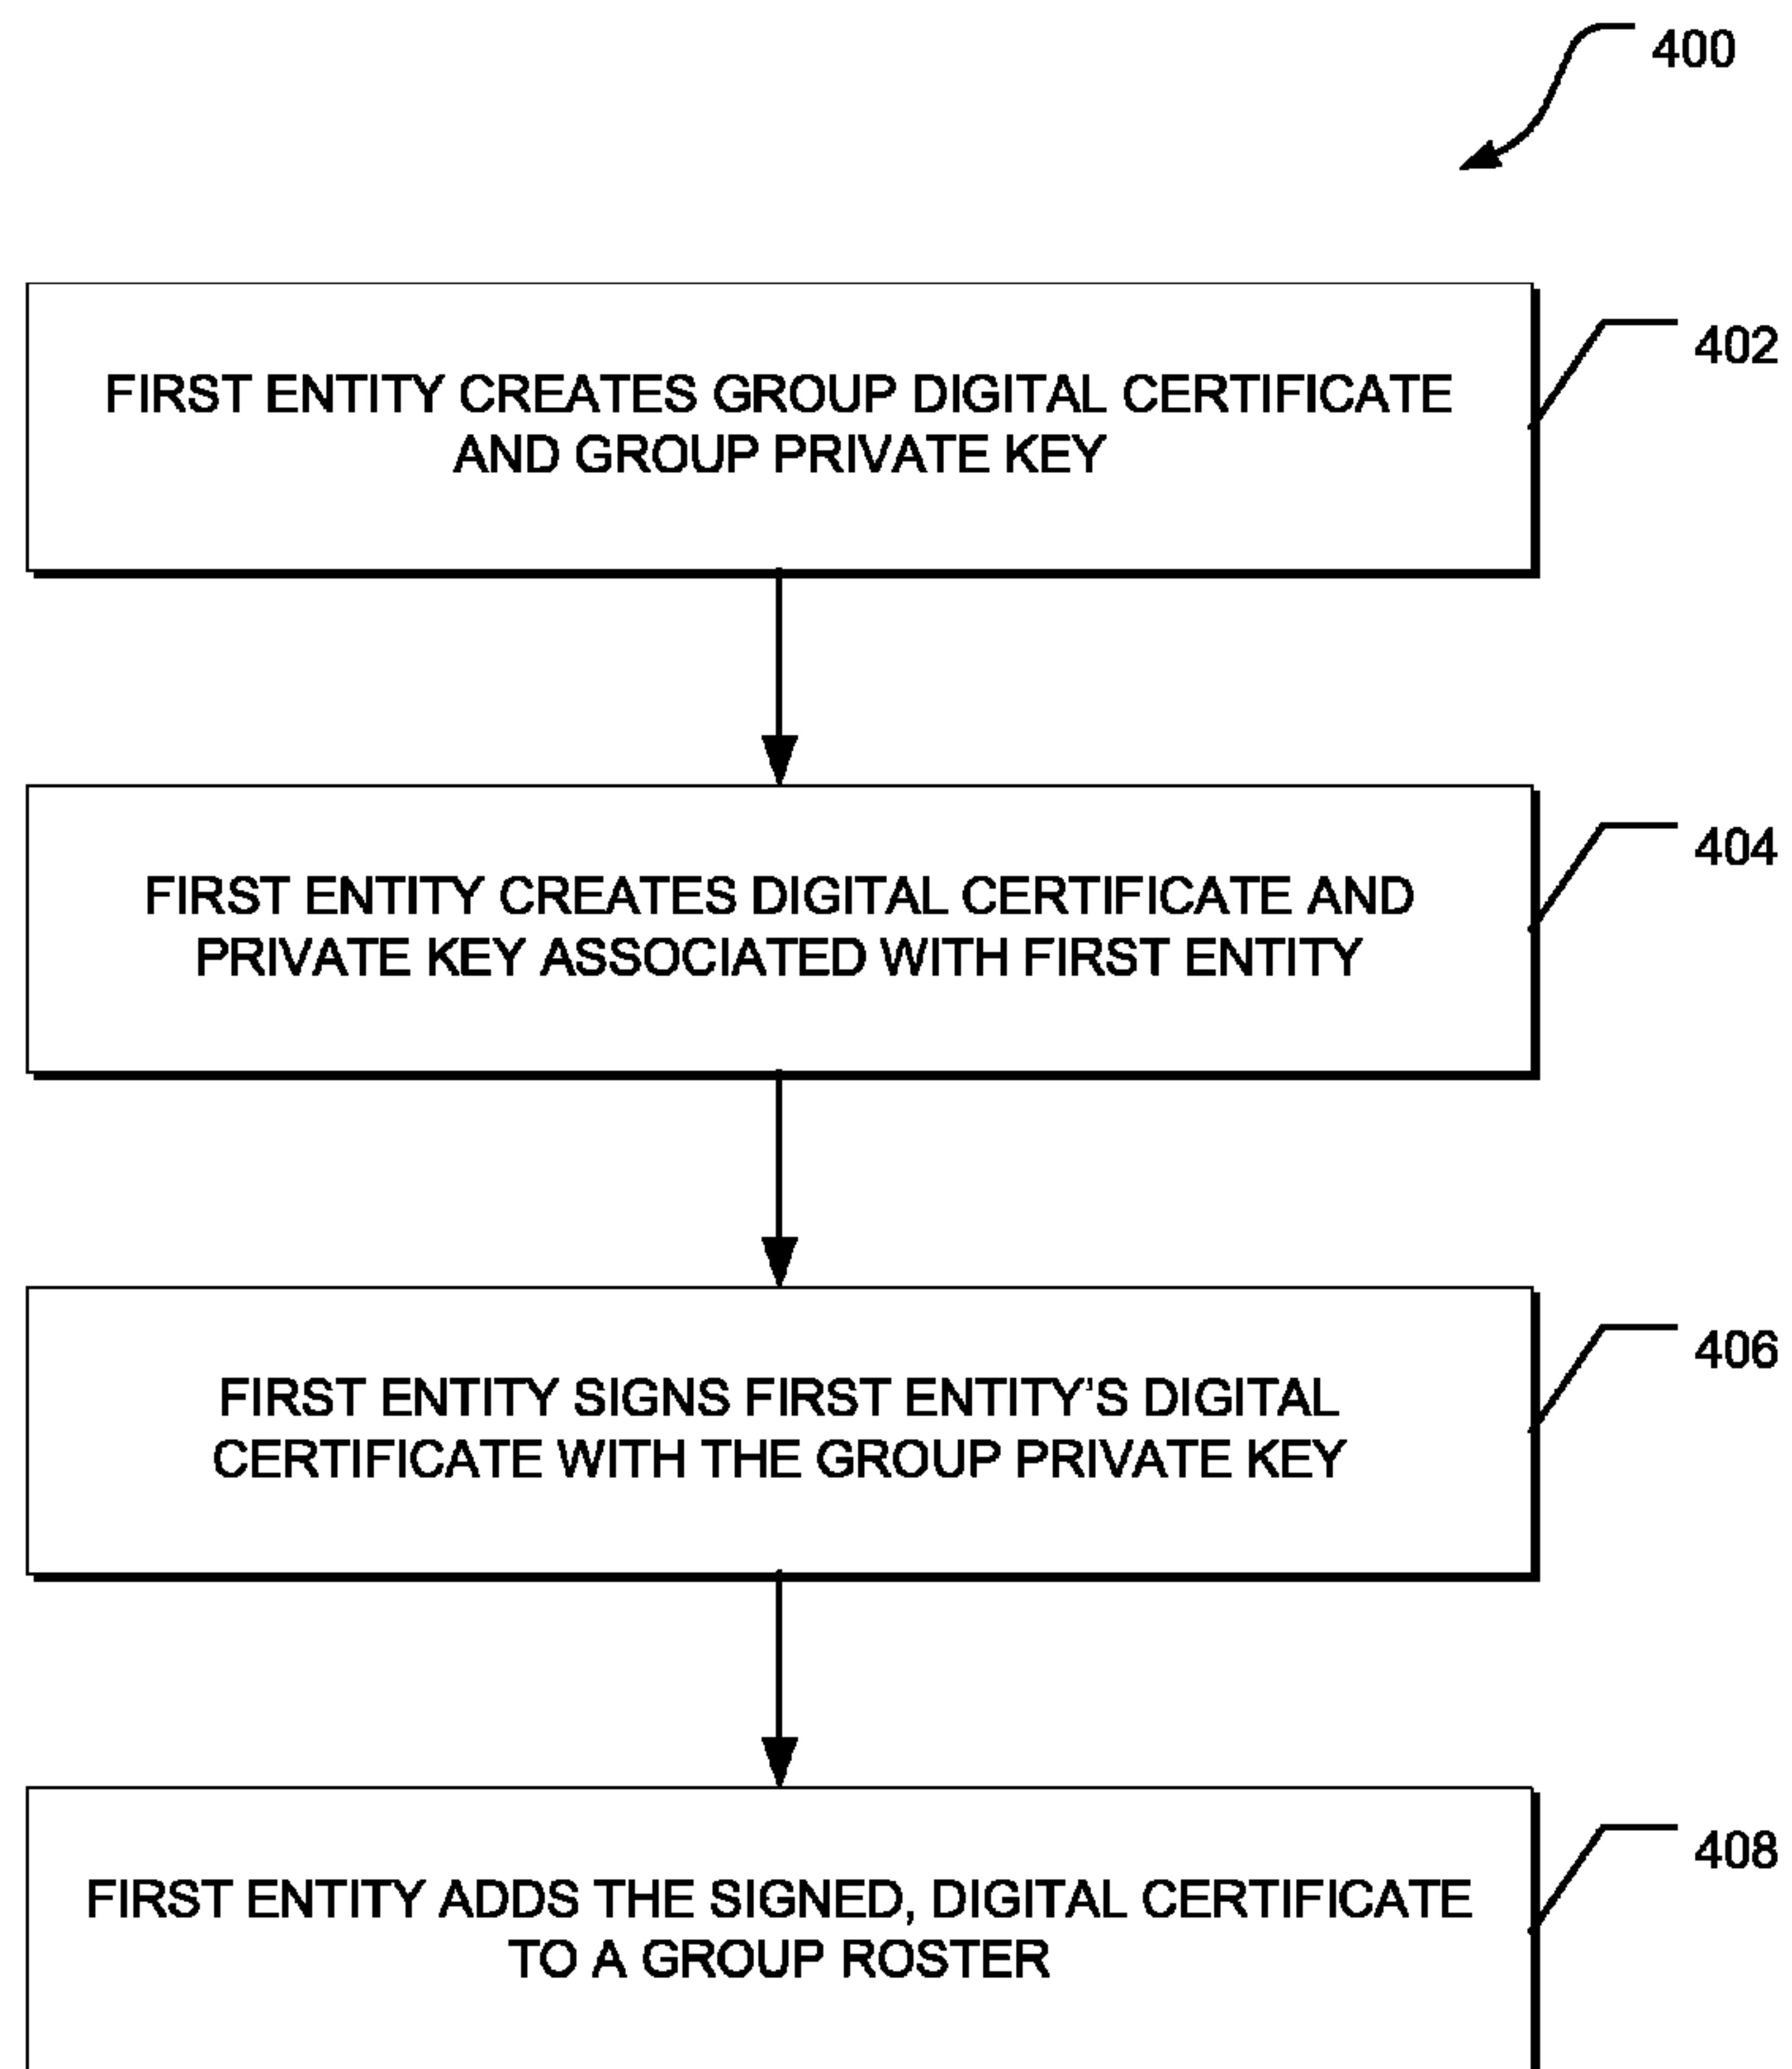 400
402
FIRST ENTITY CREATES GROUP DIGITAL CERTIFICATE
AND GROUP PRIVATE KEY
404
FIRST ENTITY CREATES DIGITAL CERTIFICATE AND
PRIVATE KEY ASSOCIATED WITH FIRST ENTITY
406
FIRST ENTITY SIGNS FIRST ENTITY'S DIGITAL
CERTIFICATE WITH THE GROUP PRIVATE KEY
408
FIRST ENTITY ADDS THE SIGNED, DIGITAL CERTIFICATE
TO A GROUP ROSTER